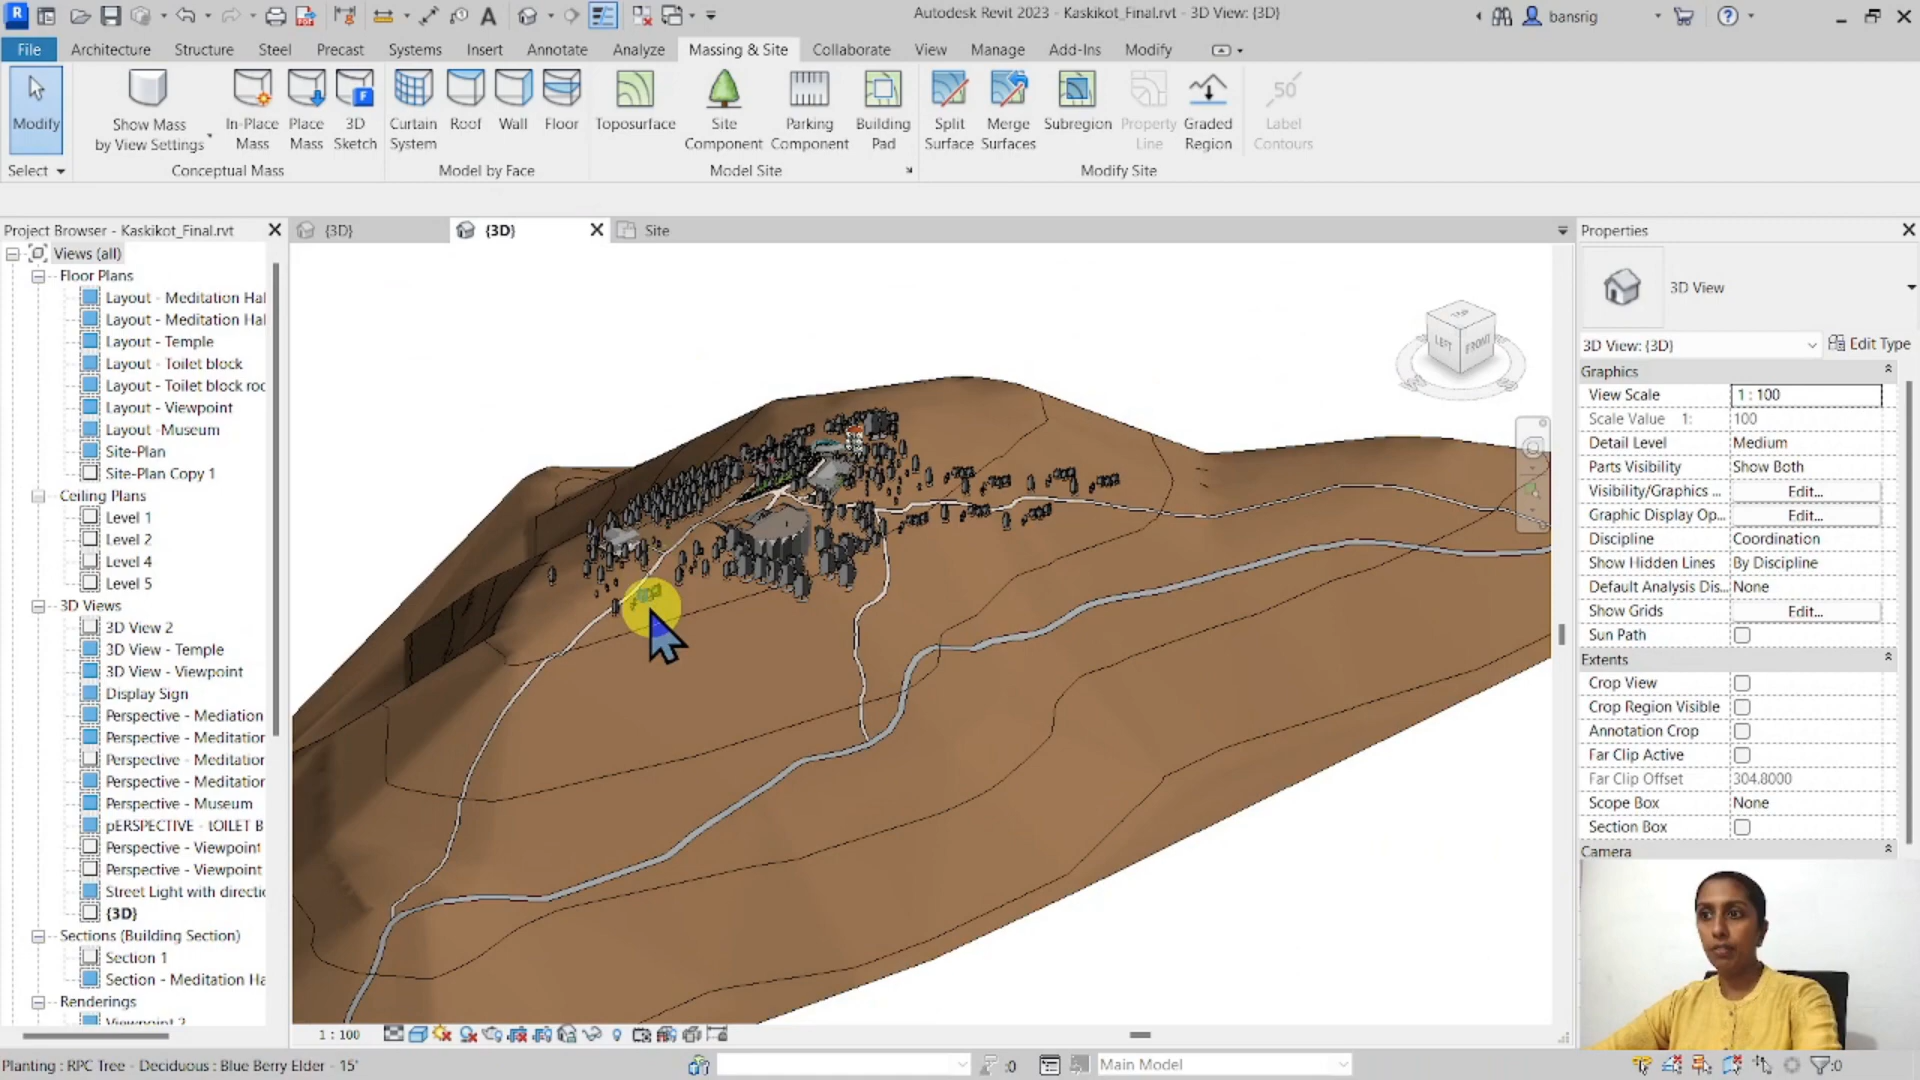 Autodesk Revit 2023 - Kaskikot_Final.rvt - 3D View: {3D}
bansrig
File Architecture Structure Steel Precast Systems Insert Annotate Analyze Massing & Site Collaborate View Manage Add-Ins Modify
Modify
Show Mass by View Settings
In-Place Mass
Place Mass
3D Sketch
Curtain System
Roof
Wall
Floor
Toposurface
Site Component
Parking Component
Building Pad
Split Surface
Merge Surfaces
Subregion
Property Line
Graded Region
50
Label Contours
Select
Conceptual Mass
Model by Face
Model Site
Modify Site
Project Browser - Kaskikot_Final.rvt
Views (all)
Floor Plans
Layout - Meditation Hal
Layout - Meditation Hal
Layout - Temple
Layout - Toilet block
Layout - Toilet block roo
Layout - Viewpoint
Layout -Museum
Site-Plan
Site-Plan Copy 1
Ceiling Plans
Level 1
Level 2
Level 4
Level 5
3D Views
3D View 2
3D View - Temple
3D View - Viewpoint
Display Sign
Perspective - Mediation
Perspective - Meditation
Perspective - Meditation
Perspective - Meditation
Perspective - Museum
pERSPECTIVE - tOILET B
Perspective - Viewpoint
Perspective - Viewpoint
Street Light with directio
{3D}
Sections (Building Section)
Section 1
Section - Meditation Ha
Renderings
Viewpoint 2
{3D}
{3D}
Site
TOP
LEFT
FRONT
1 : 100
Properties
3D View
3D View: {3D}
Edit Type
Graphics
View Scale 1 : 100
Scale Value 1: 100
Detail Level Medium
Parts Visibility Show Both
Visibility/Graphics ... Edit...
Graphic Display Op... Edit...
Discipline Coordination
Show Hidden Lines By Discipline
Default Analysis Dis... None
Show Grids Edit...
Sun Path
Extents
Crop View
Crop Region Visible
Annotation Crop
Far Clip Active
Far Clip Offset 304.8000
Scope Box None
Section Box
Camera
Planting : RPC Tree - Deciduous : Blue Berry Elder - 15'
:0
Main Model
:0